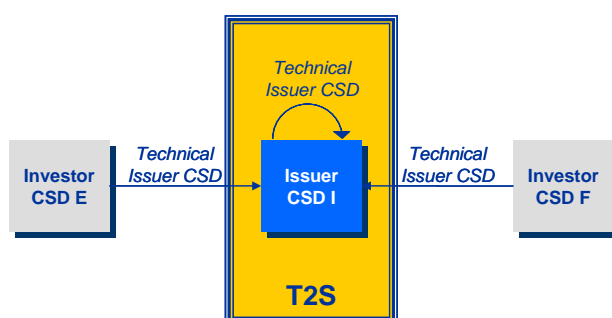 Technical
Issuer CSD
Investor
CSD E
Technical
Issuer CSD
Issuer
CSD I
Technical
Issuer CSD
Investor
CSD F
T2S